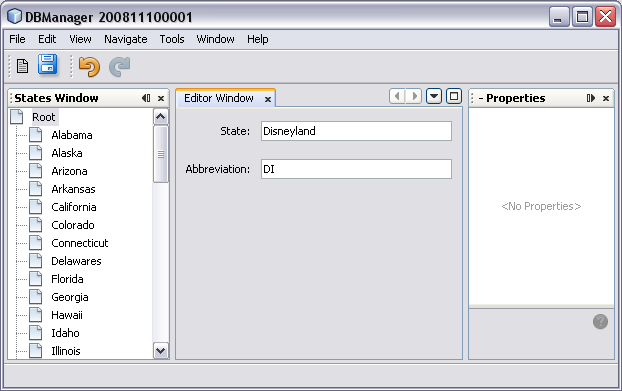 DBManager 200811100001
File Edit View Navigate Tools Window Help
States Window
Root
Alabama
Alaska
Arizona
Arkansas
California
Colorado
Connecticut
Delawares
Florida
Georgia
Hawaii
Idaho
Illinois
Editor Window
State: Disneyland
Abbreviation: DI
- Properties
<No Properties>
?